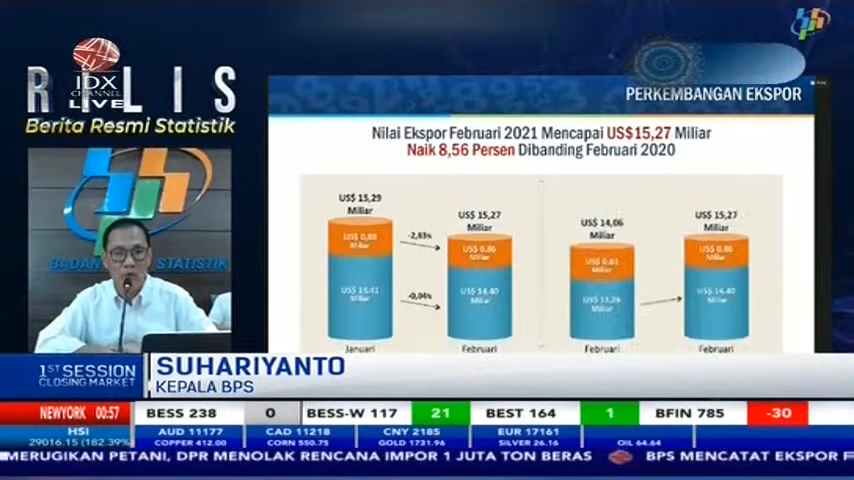 RILIS
IDX
CHANNEL
LIVE
Berita Resmi Statistik
BADAN STATISTIK
PERKEMBANGAN EKSPOR
Nilai Ekspor Februari 2021 Mencapai US$15,27 Miliar
Naik 8,56 Persen Dibanding Februari 2020
US$ 15,29
Miliar
US$ 15,27
Miliar
US$ 14,06
Miliar
US$ 15,27
Miliar
US$ 0,88
Miliar
-2,63%
US$ 0,86
Miliar
US$ 0,81
Miliar
US$ 0,86
Miliar
US$ 14,41
Miliar
-0,04%
US$ 14,40
Miliar
Miliar
US$ 14,40
Miliar
Januari
Februari
Februari
Februari
1ST SESSION
CLOSING MARKET
SUHARIYANTO
KEPALA BPS
NEWYORK 00:57
BESS 238 0 BESS-W 117 21 BEST 164 1 BFIN 785 -30
HSI
29016.15 (182.39%
AUD 11177 CAD 11218 CNY 2185 EUR 17161
COPPER 412.00 CORN 550.75 GOLD 1731.96 SILVER 26.16 OIL 64.64
MERUGIKAN PETANI, DPR MENOLAK RENCANA IMPOR 1 JUTA TON BERAS BPS MENCATAT EKSPOR